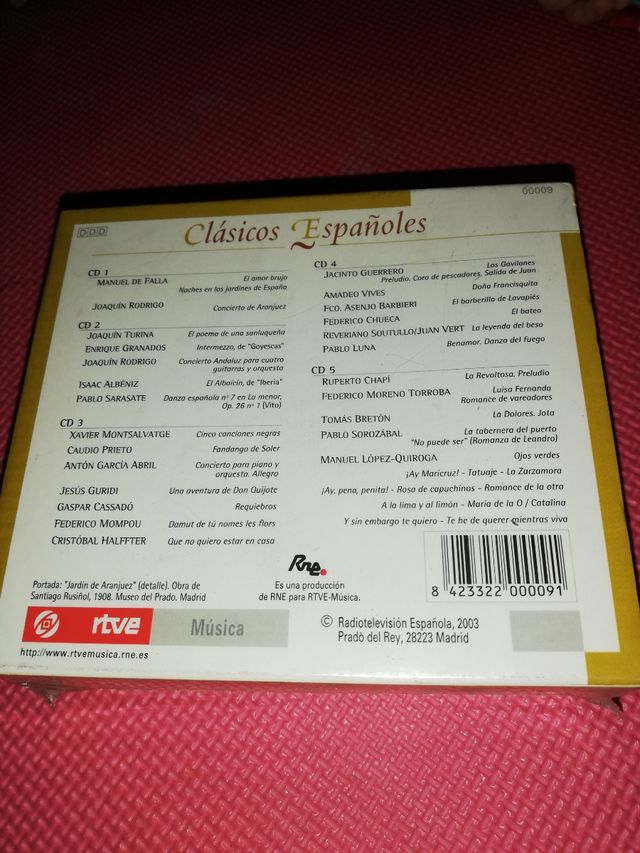 00009
DDD
Clásicos Españoles
CD 1
MANUEL DE FALLA El amor brujo
Noches en los jardines de España
JOAQUÍN RODRIGO Concierto de Aranjuez
CD 2
JOAQUÍN TURINA El poema de una sanluqueña
ENRIQUE GRANADOS Intermezzo, de "Goyescas"
JOAQUÍN RODRIGO Concierto Andaluz para cuatro
guitarras y orquesta
ISAAC ALBÉNIZ El Albaicín, de "Iberia"
PABLO SARASATE Danza española nº 7 en La menor,
Op. 26 nº 1 (Vito)
CD 3
XAVIER MONTSALVATGE Cinco canciones negras
CAUDIO PRIETO Fandango de Soler
ANTÓN GARCÍA ABRIL Concierto para piano y
orquesta. Allegro
JESÚS GURIDI Una aventura de Don Quijote
GASPAR CASSADÓ Requiebros
FEDERICO MOMPOU Damut de tú nomes les flors
CRISTÓBAL HALFFTER Que no quiero estar en casa
CD 4
JACINTO GUERRERO Los Gavilanes
Preludio. Coro de pescadores. Salida de Juan
AMADEO VIVES Doña Francisquita
FCO. ASENJO BARBIERI El barberillo de Lavapiés
FEDERICO CHUECA El bateo
REVERIANO SOUTULLO/JUAN VERT La leyenda del beso
PABLO LUNA Benamor. Danza del fuego
CD 5
RUPERTO CHAPÍ La Revoltosa. Preludio
FEDERICO MORENO TORROBA Luisa Fernanda
Romance de vareadores
TOMÁS BRETÓN La Dolores. Jota
PABLO SOROZÁBAL La tabernera del puerto
"No puede ser" (Romanza de Leandro)
MANUEL LÓPEZ-QUIROGA Ojos verdes
¡Ay Maricruz! - Tatuaje - La Zarzamora
¡Ay, pena, penita! - Rosa de capuchinos - Romance de la otra
A la lima y al limón - Maria de la O / Catalina
Y sin embargo te quiero - Te he de querer mientras viva
Portada: "Jardín de Aranjuez" (detalle). Obra de
Santiago Rusiñol, 1908. Museo del Prado. Madrid
Rne.
Es una producción
de RNE para RTVE-Música.
8 423322 000091
rtve Música
http://www.rtvemusica.rne.es
© Radiotelevisión Española, 2003
Prado del Rey, 28223 Madrid